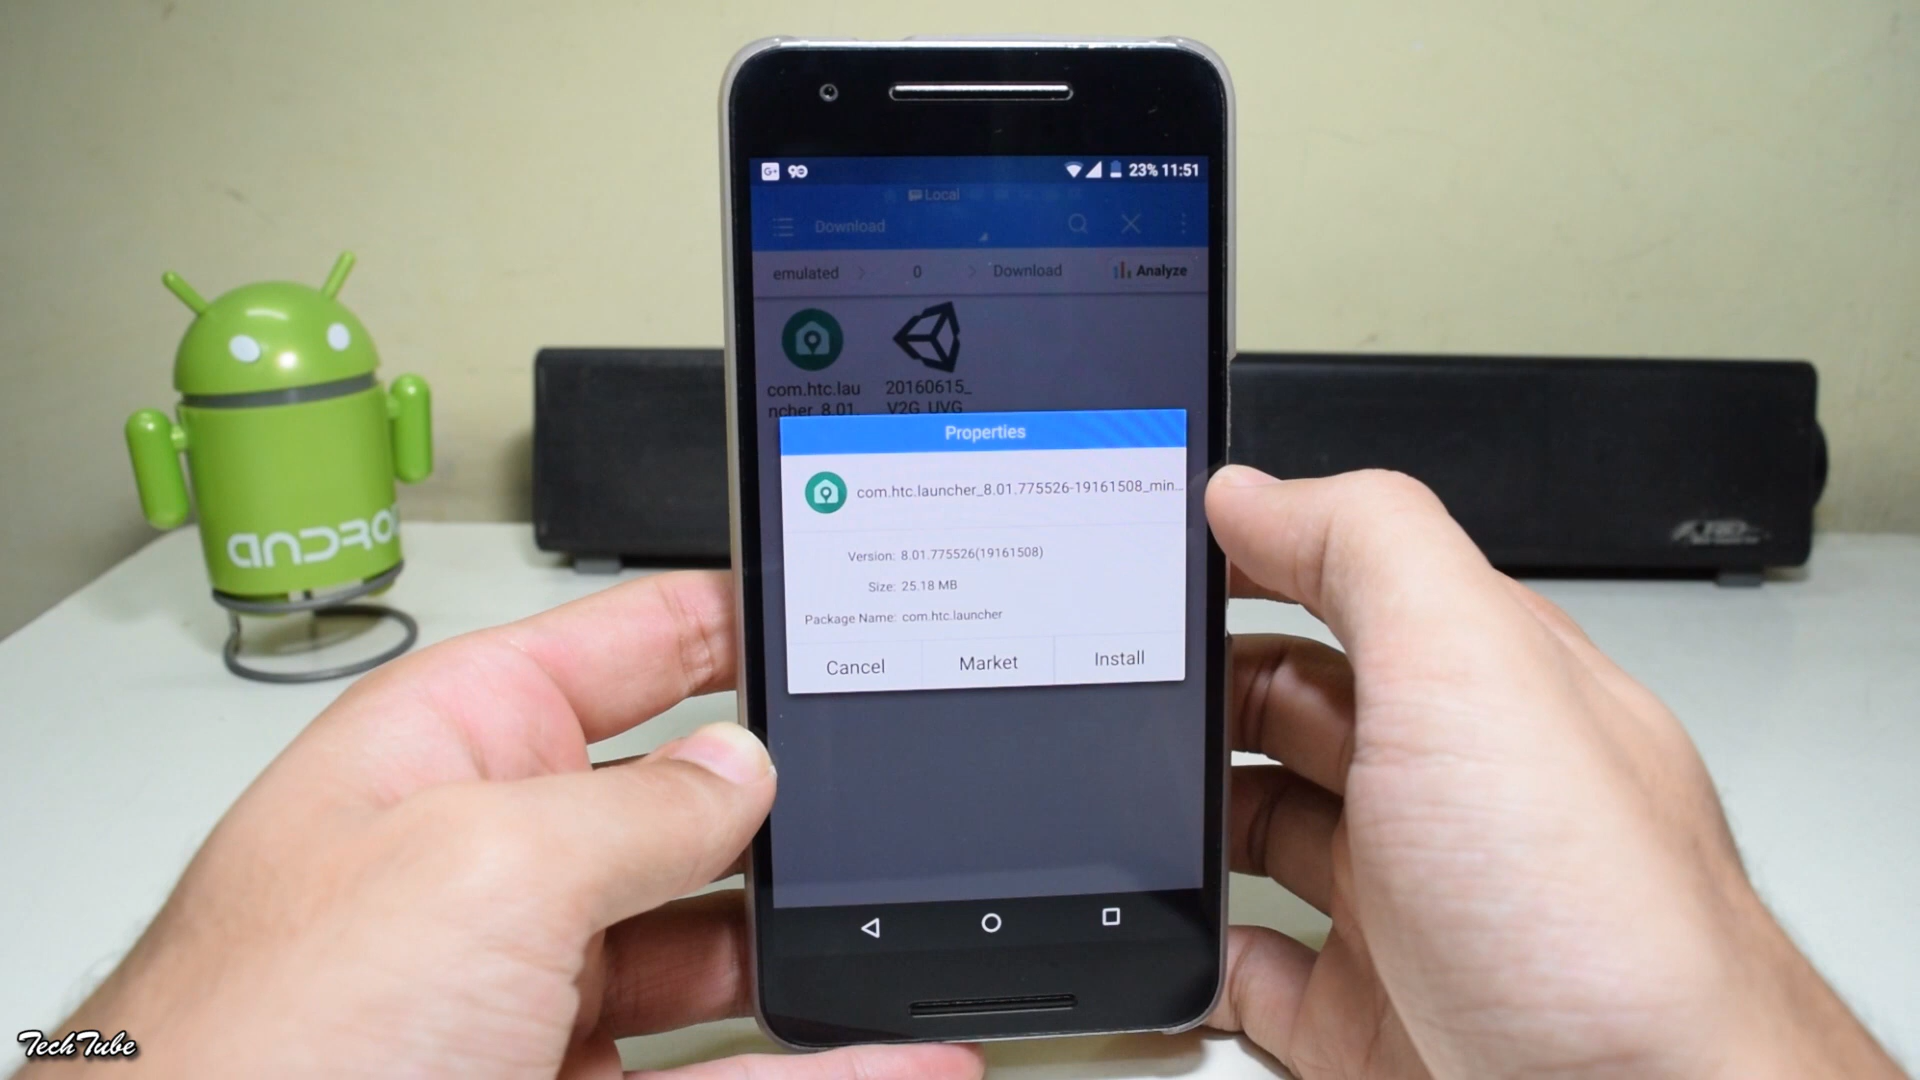 G+ 23% 11:51
Local
Download
emulated 0 Download Analyze
com.htc.lau
ncher_8.01.
20160615_
V2G_UVG
Properties
com.htc.launcher_8.01.775526-19161508_min...
Version: 8.01.775526(19161508)
Size: 25.18 MB
Package Name: com.htc.launcher
Cancel Market Install
ANDRO
TechTube